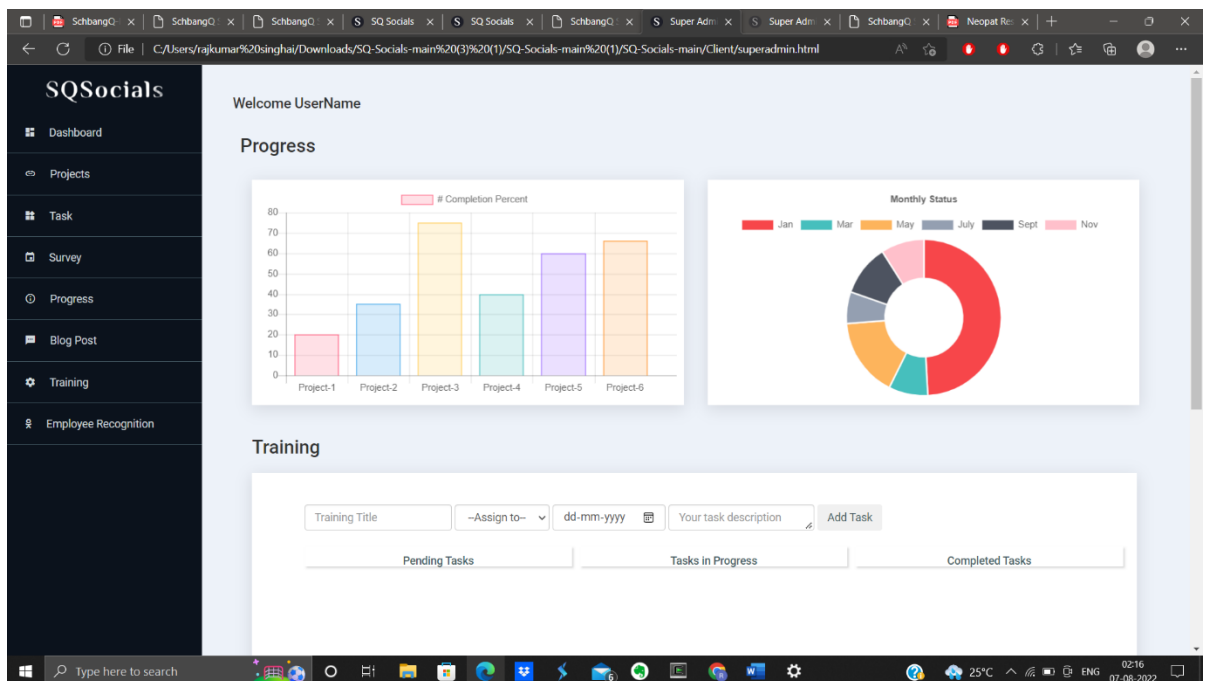 SchbangQ-
SchbangQ :
SchbangQ :
SQ Socials
SQ Socials
SchbangQ :
Super Adm
Super Adm
SchbangQ :
Neopat Res
File | C:/Users/rajkumar%20singhai/Downloads/SQ-Socials-main%20(3)%20(1)/SQ-Socials-main%20(1)/SQ-Socials-main/Client/superadmin.html
SQSocials
Dashboard
Projects
Task
Survey
Progress
Blog Post
Training
Employee Recognition
Welcome UserName
Progress
# Completion Percent
80
70
60
50
40
30
20
10
0
Project-1 Project-2 Project-3 Project-4 Project-5 Project-6
Monthly Status
Jan Mar May July Sept Nov
Training
Training Title --Assign to-- dd-mm-yyyy Your task description Add Task
Pending Tasks Tasks in Progress Completed Tasks
Type here to search
6
25°C
ENG
02:16
07-08-2022